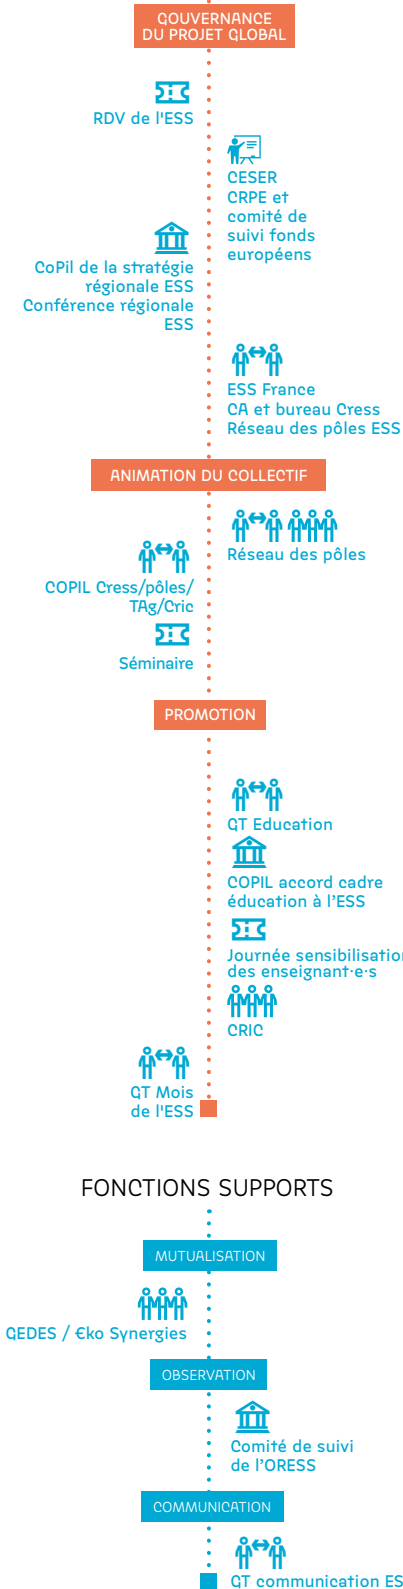 GOUVERNANCE
DU PROJET GLOBAL
RDV de l'ESS
CESER
CRPE et
comité de
suivi fonds
européens
CoPil de la stratégie
régionale ESS
Conférence régionale
ESS
ESS France
CA et bureau Cress
Réseau des pôles ESS
ANIMATION DU COLLECTIF
Réseau des pôles
COPIL Cress/pôles/
TAg/Cric
Séminaire
PROMOTION
GT Education
COPIL accord cadre
éducation à l'ESS
Journée sensibilisation
des enseignant·e·s
CRIC
GT Mois
de l'ESS
FONCTIONS SUPPORTS
MUTUALISATION
GEDES / €ko Synergies
OBSERVATION
Comité de suivi
de l'ORESS
COMMUNICATION
GT communication ES